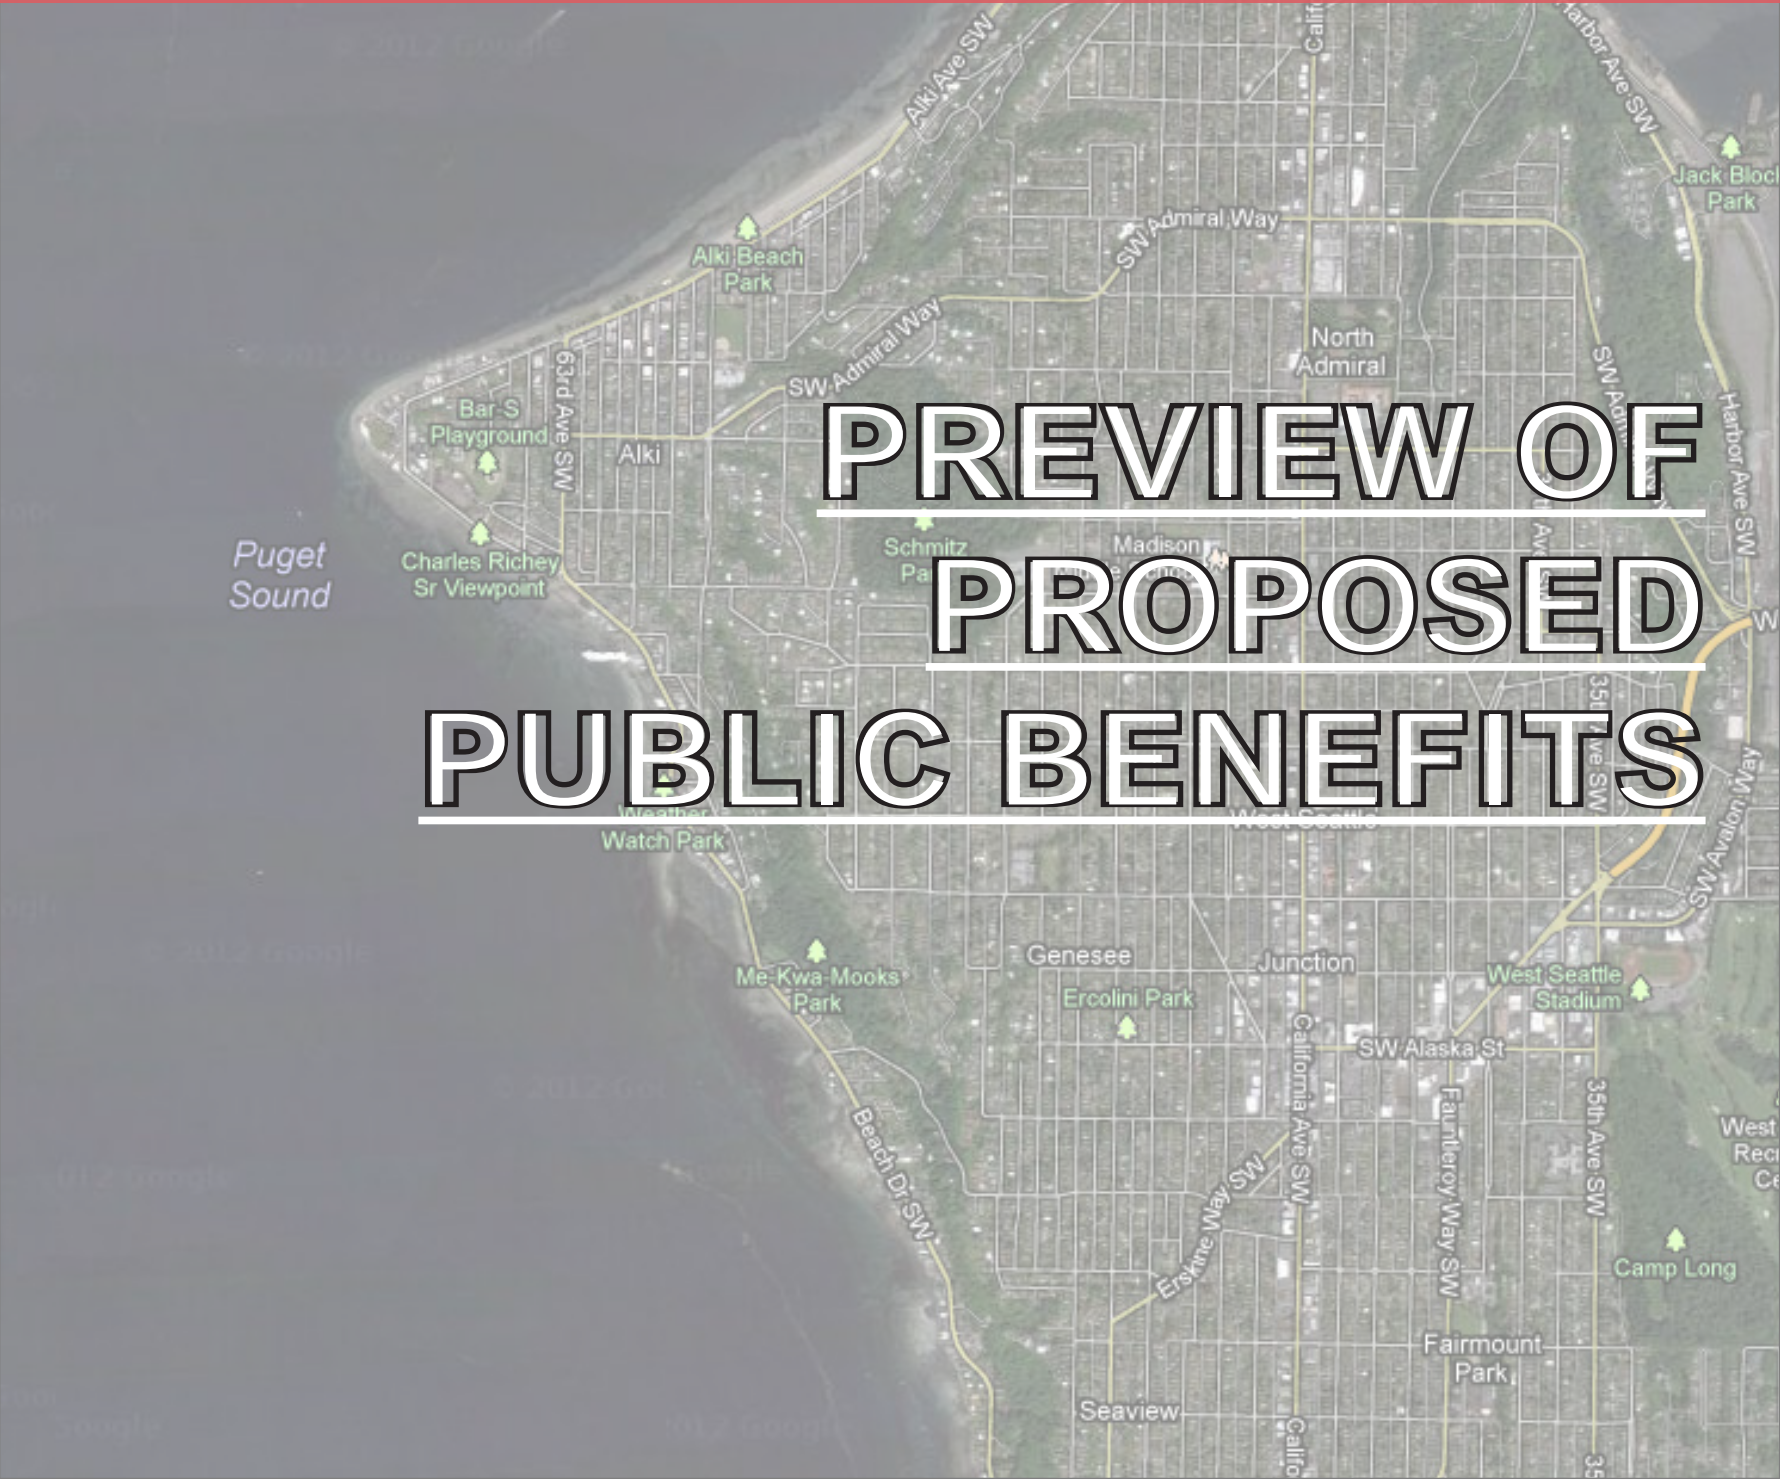 © 2012 Google
Alki Ave SW
Harbor Ave SW
Jack Block
Park
SW Admiral Way
Alki Beach
Park
SW Admiral Way
North
Admiral
63rd Ave SW
Bar-S
Playground
Alki
Harbor Ave SW
PREVIEW OF
Puget
Sound
Charles Richey
Sr Viewpoint
Schmitz
Madison
PROPOSED
35th Ave SW
PUBLIC BENEFITS
Weather
Watch Park
West Seattle
SW Avalon Way
Genesee
Junction
West Seattle
Stadium
Me-Kwa-Mooks
Park
Ercolini Park
SW Alaska St
California Ave SW
Fauntleroy Way SW
35th Ave SW
Beach Dr SW
West
Erskine Way SW
Camp Long
Fairmount
Park
Seaview